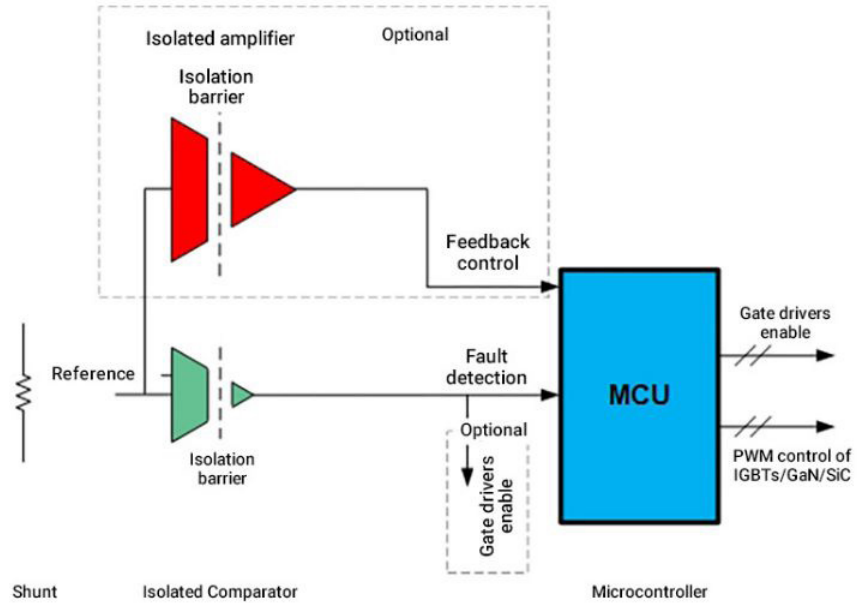 Isolated amplifier
Optional
Isolation
barrier
Feedback
control
Gate drivers
enable
Reference
Fault
detection
MCU
Optional
Isolation
barrier
Gate drivers
enable
PWM control of
IGBTs/GaN/SiC
Shunt
Isolated Comparator
Microcontroller